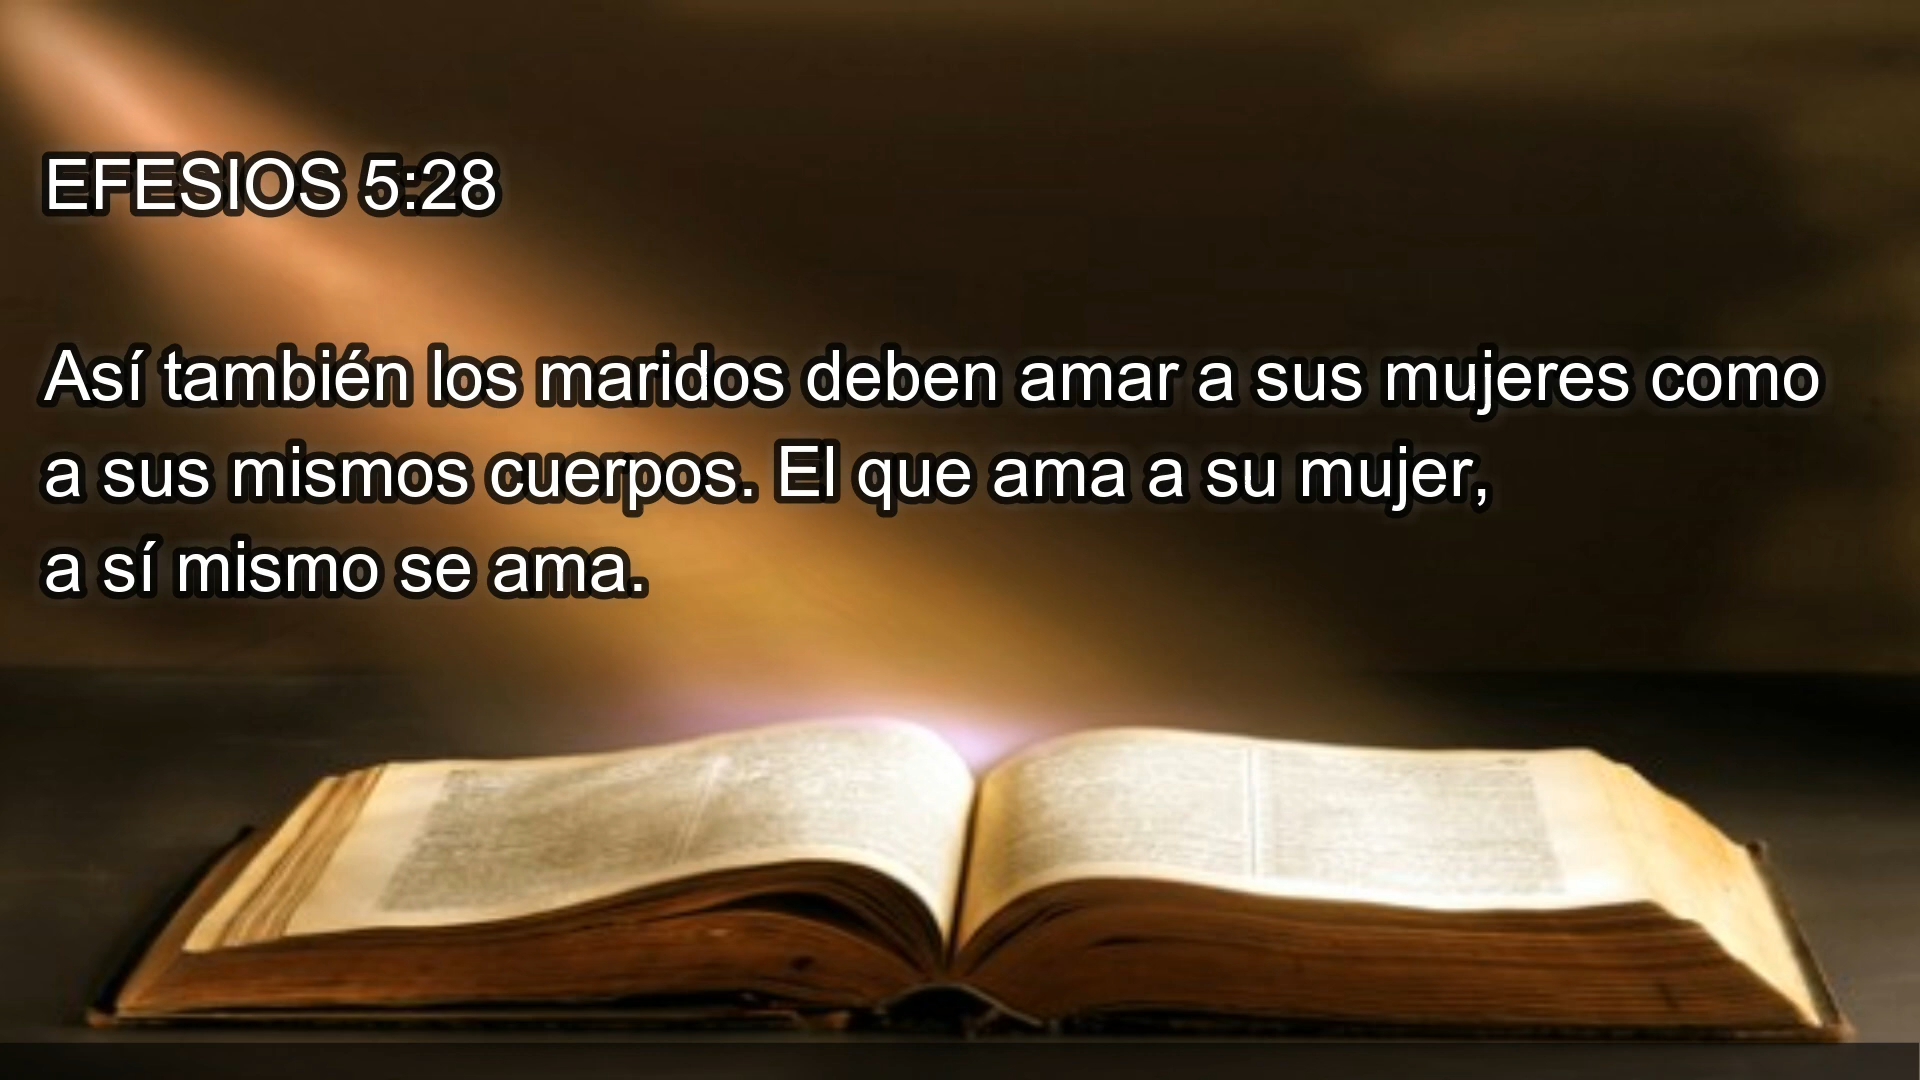 EFESIOS 5:28
Así también los maridos deben amar a sus mujeres como
a sus mismos cuerpos. El que ama a su mujer,
a sí mismo se ama.